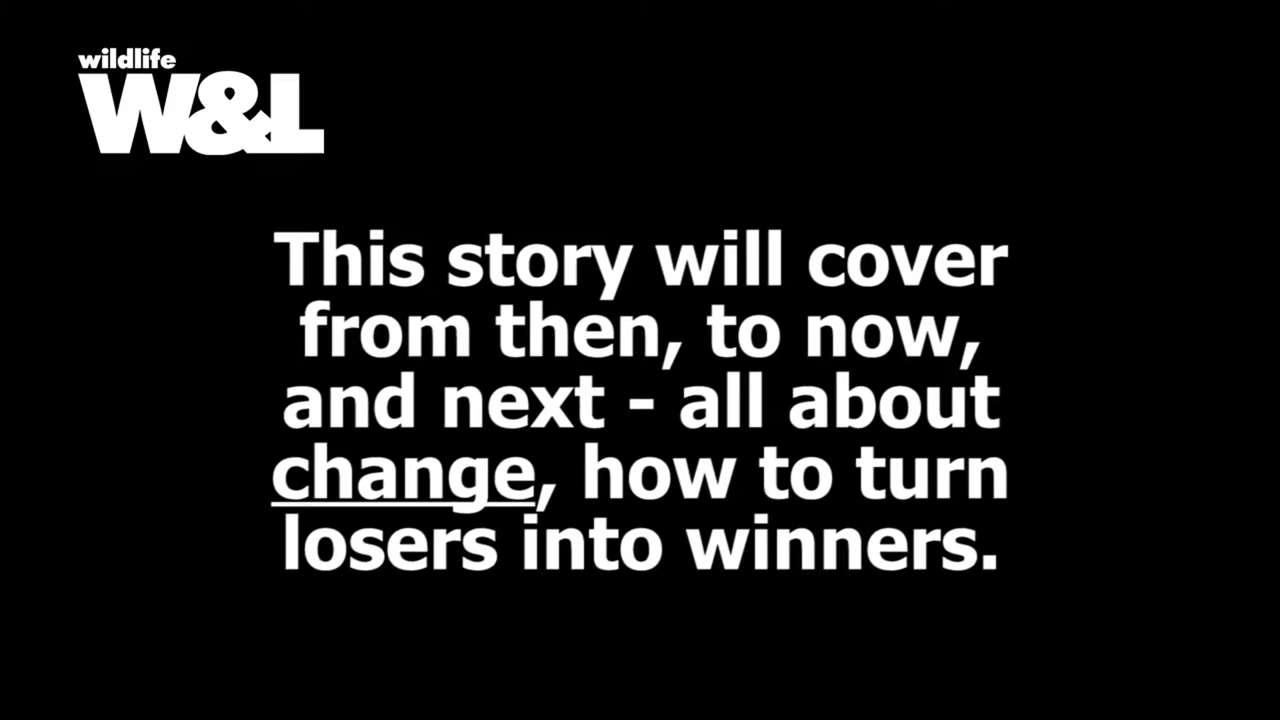 wildlife
W&L
This story will cover
from then, to now,
and next - all about
change, how to turn
losers into winners.